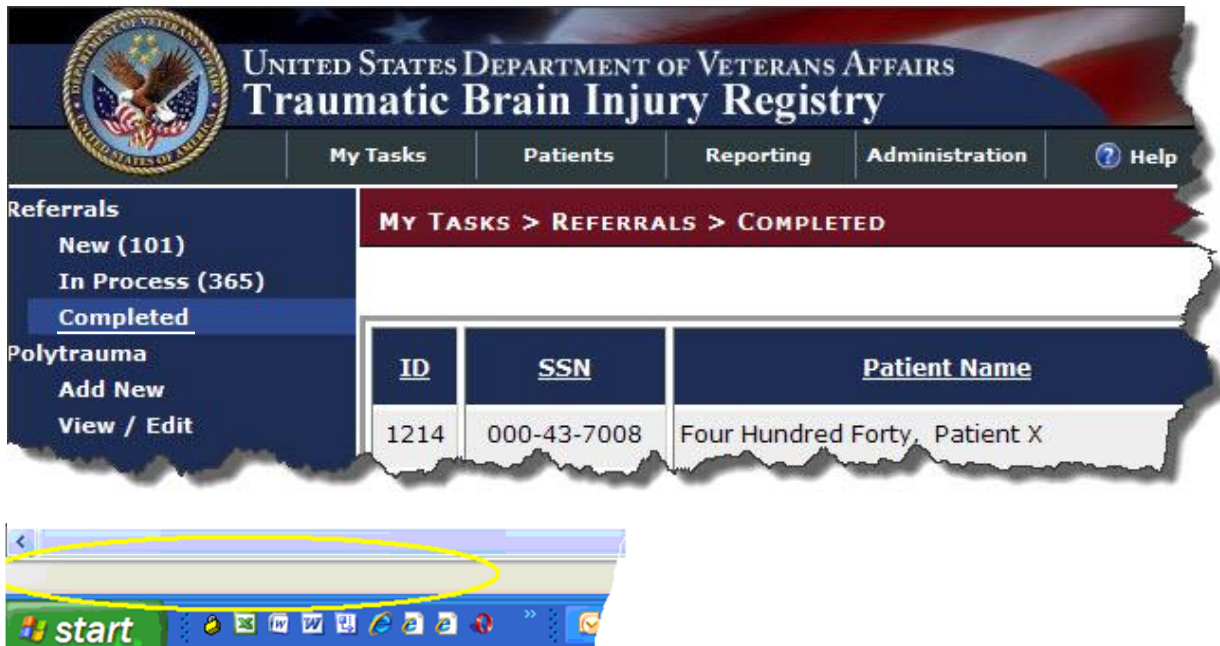 UNITED STATES DEPARTMENT OF VETERANS AFFAIRS
Traumatic Brain Injury Registry
My Tasks Patients Reporting Administration Help
Referrals
New (101)
In Process (365)
Completed
Polytrauma
Add New
View / Edit
MY TASKS > REFERRALS > COMPLETED
ID SSN Patient Name
1214 000-43-7008 Four Hundred Forty, Patient X
start